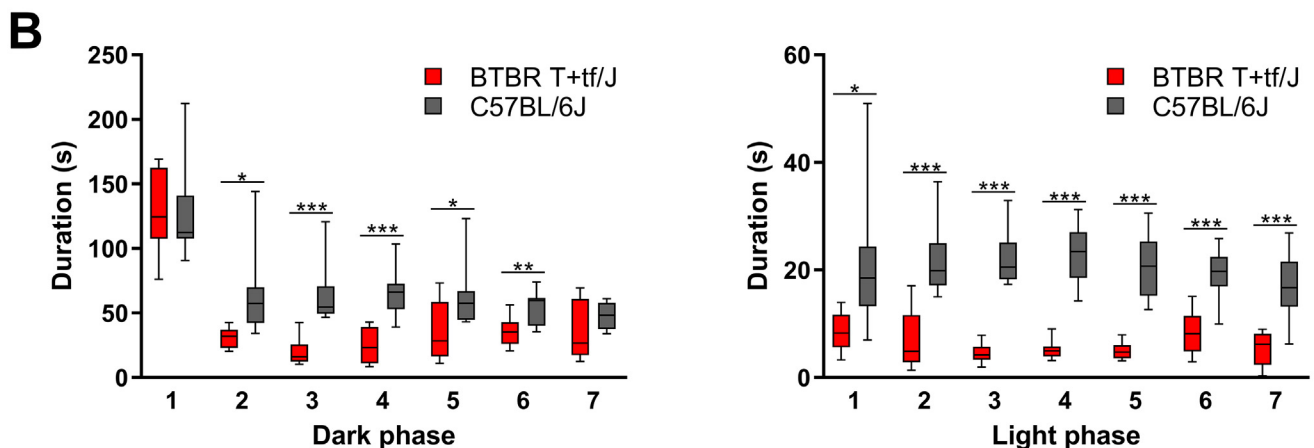 B
250
200
150
100
50
0
Duration (s)
BTBR T+tf/J
C57BL/6J
*
***
***
*
**
1 2 3 4 5 6 7
Dark phase
60
40
20
0
Duration (s)
BTBR T+tf/J
C57BL/6J
*
***
***
***
***
***
***
1 2 3 4 5 6 7
Light phase